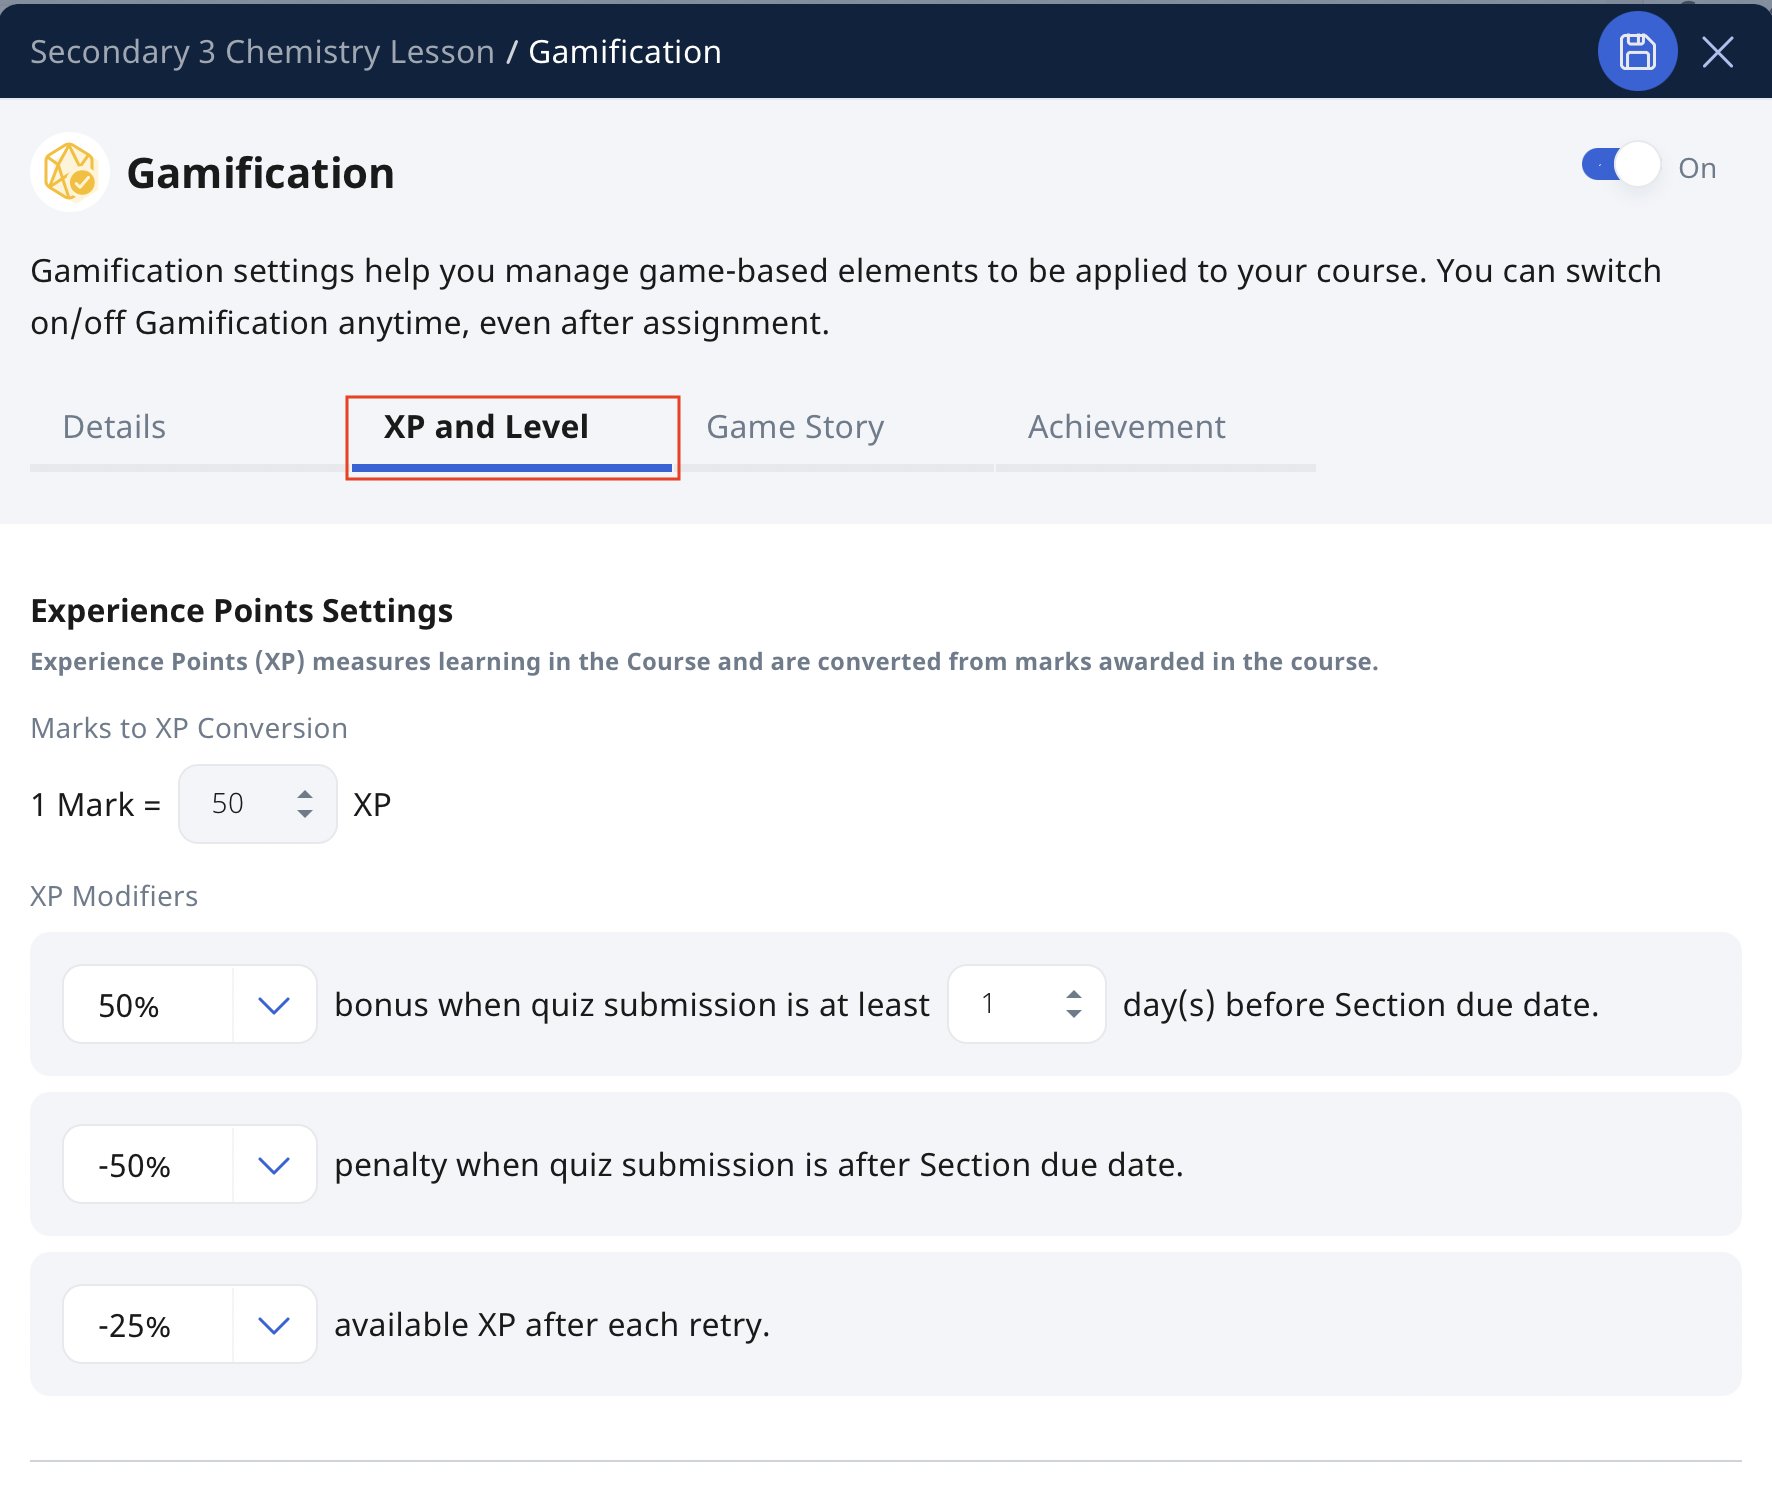 Secondary 3 Chemistry Lesson / Gamification
Gamification
On
Gamification settings help you manage game-based elements to be applied to your course. You can switch
on/off Gamification anytime, even after assignment.
Details
XP and Level
Game Story
Achievement
Experience Points Settings
Experience Points (XP) measures learning in the Course and are converted from marks awarded in the course.
Marks to XP Conversion
1 Mark = 50 XP
XP Modifiers
50% bonus when quiz submission is at least 1 day(s) before Section due date.
-50% penalty when quiz submission is after Section due date.
-25% available XP after each retry.